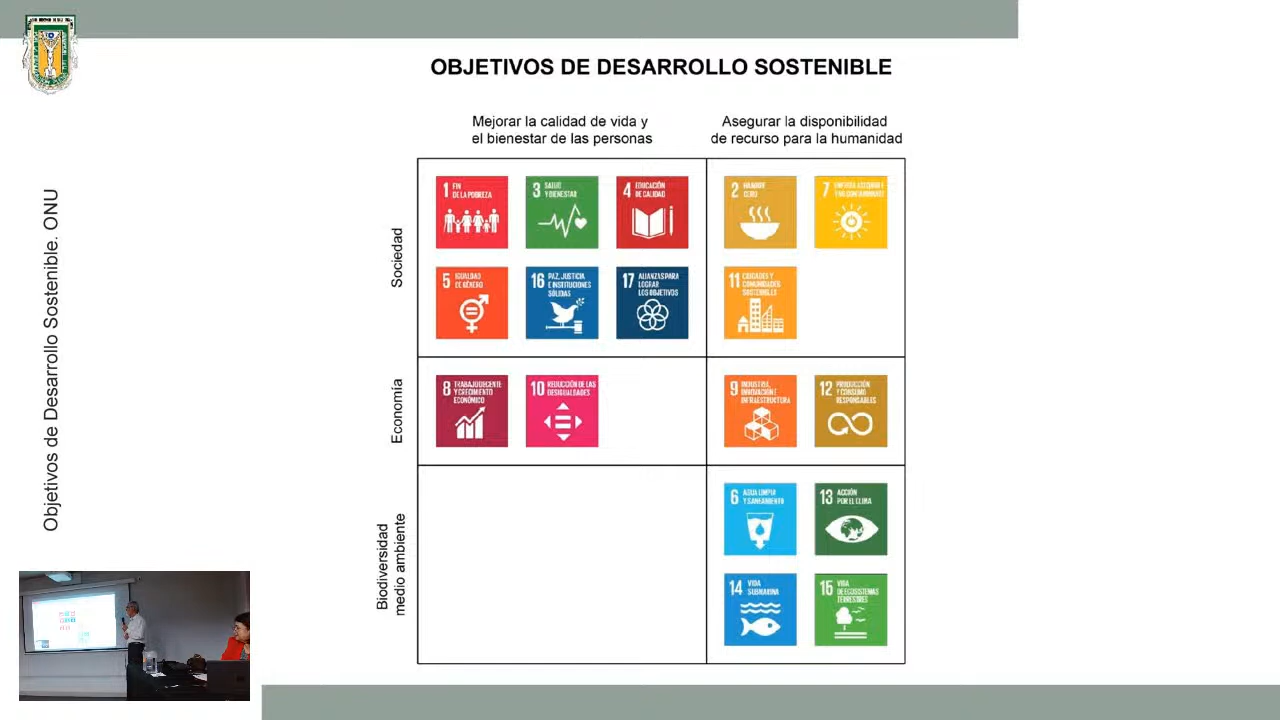 OBJETIVOS DE DESARROLLO SOSTENIBLE
Mejorar la calidad de vida y
el bienestar de las personas
Asegurar la disponibilidad
de recurso para la humanidad
Objetivos de Desarrollo Sostenible. ONU
Sociedad
1 FIN
DE LA POBREZA
3 SALUD
Y BIENESTAR
4 EDUCACIÓN
DE CALIDAD
2 HAMBRE
CERO
7 ENERGÍA ASEQUIBLE
Y NO CONTAMINANTE
5 IGUALDAD
DE GÉNERO
16 PAZ, JUSTICIA
E INSTITUCIONES
SÓLIDAS
17 ALIANZAS PARA
LOGRAR
LOS OBJETIVOS
11 CIUDADES Y
COMUNIDADES
SOSTENIBLES
Economía
8 TRABAJO DECENTE
Y CRECIMIENTO
ECONÓMICO
10 REDUCCIÓN DE LAS
DESIGUALDADES
9 INDUSTRIA,
INNOVACIÓN E
INFRAESTRUCTURA
12 PRODUCCIÓN
Y CONSUMO
RESPONSABLES
Biodiversidad
medio ambiente
6 AGUA LIMPIA
Y SANEAMIENTO
13 ACCIÓN
POR EL CLIMA
14 VIDA
SUBMARINA
15 VIDA
DE ECOSISTEMAS
TERRESTRES